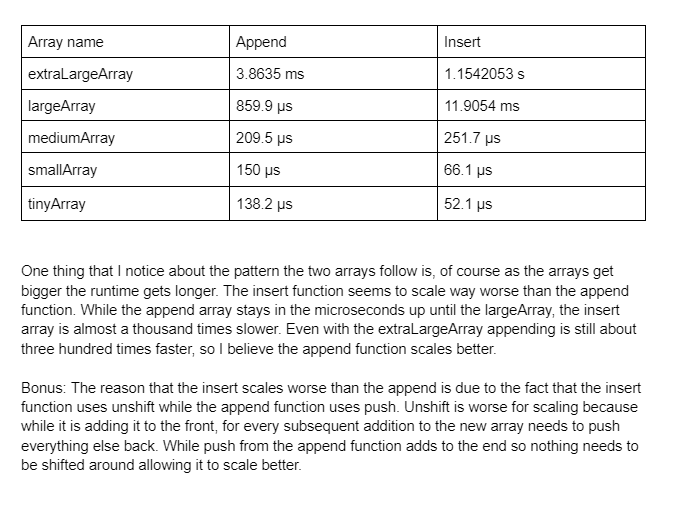 Array name Append Insert
extraLargeArray 3.8635 ms 1.1542053 s
largeArray 859.9 μs 11.9054 ms
mediumArray 209.5 μs 251.7 μs
smallArray 150 μs 66.1 μs
tinyArray 138.2 μs 52.1 μs
One thing that I notice about the pattern the two arrays follow is, of course as the arrays get
bigger the runtime gets longer. The insert function seems to scale way worse than the append
function. While the append array stays in the microseconds up until the largeArray, the insert
array is almost a thousand times slower. Even with the extraLargeArray appending is still about
three hundred times faster, so I believe the append function scales better.
Bonus: The reason that the insert scales worse than the append is due to the fact that the insert
function uses unshift while the append function uses push. Unshift is worse for scaling because
while it is adding it to the front, for every subsequent addition to the new array needs to push
everything else back. While push from the append function adds to the end so nothing needs to
be shifted around allowing it to scale better.